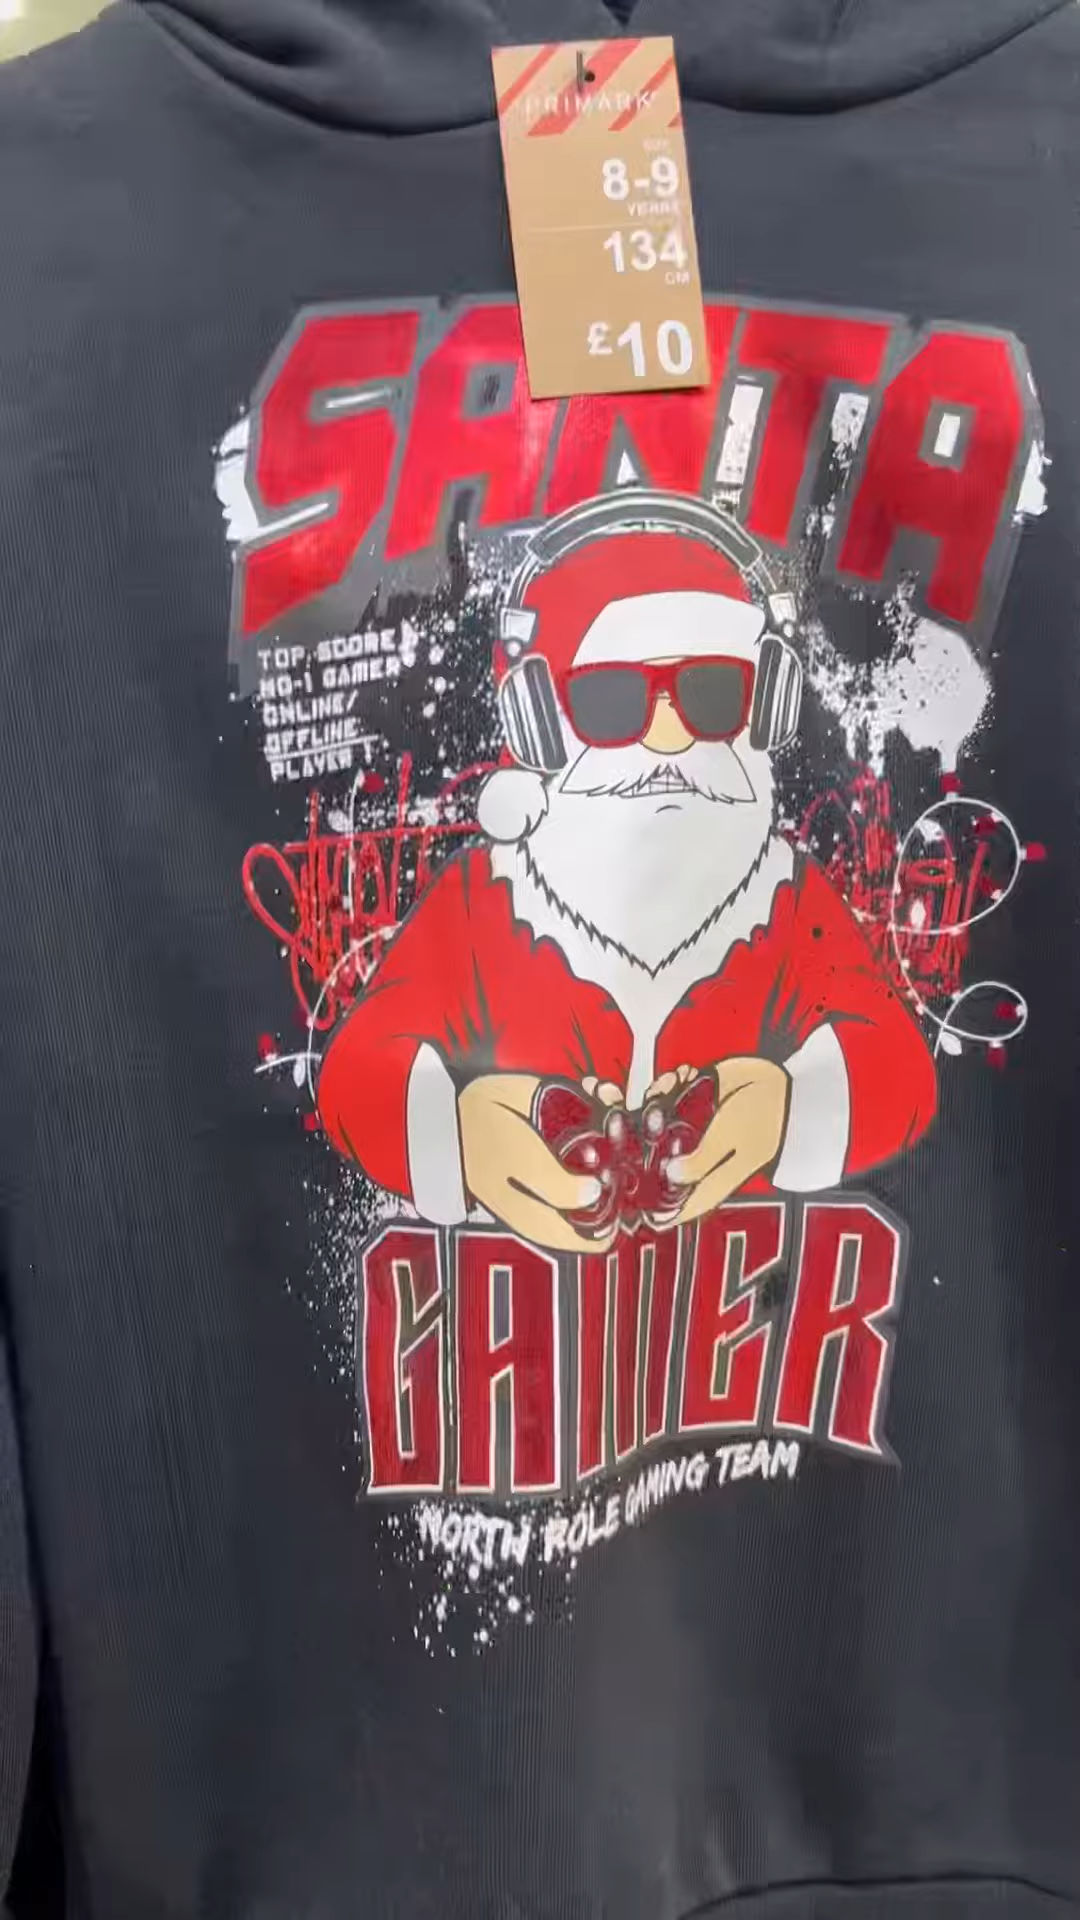 PRIMARK
SIZE
8-9
YEARS
134
CM
£10
SANTA
TOP SCORE
NO-1 GAMER
ONLINE/
OFFLINE
PLAYER 1
GAMER
NORTH POLE GAMING TEAM